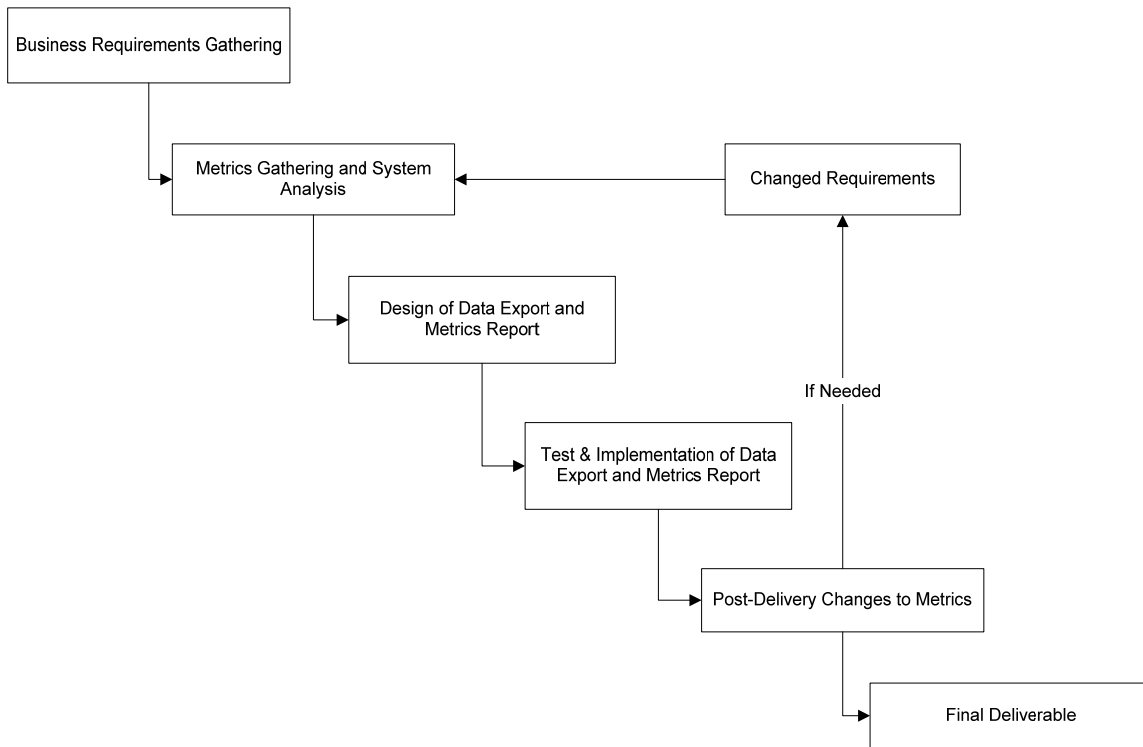 Business Requirements Gathering
Metrics Gathering and System
Analysis
Changed Requirements
Design of Data Export and
Metrics Report
If Needed
Test & Implementation of Data
Export and Metrics Report
Post-Delivery Changes to Metrics
Final Deliverable